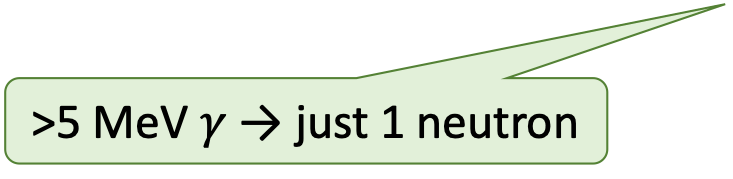 >5 MeV γ → just 1 neutron